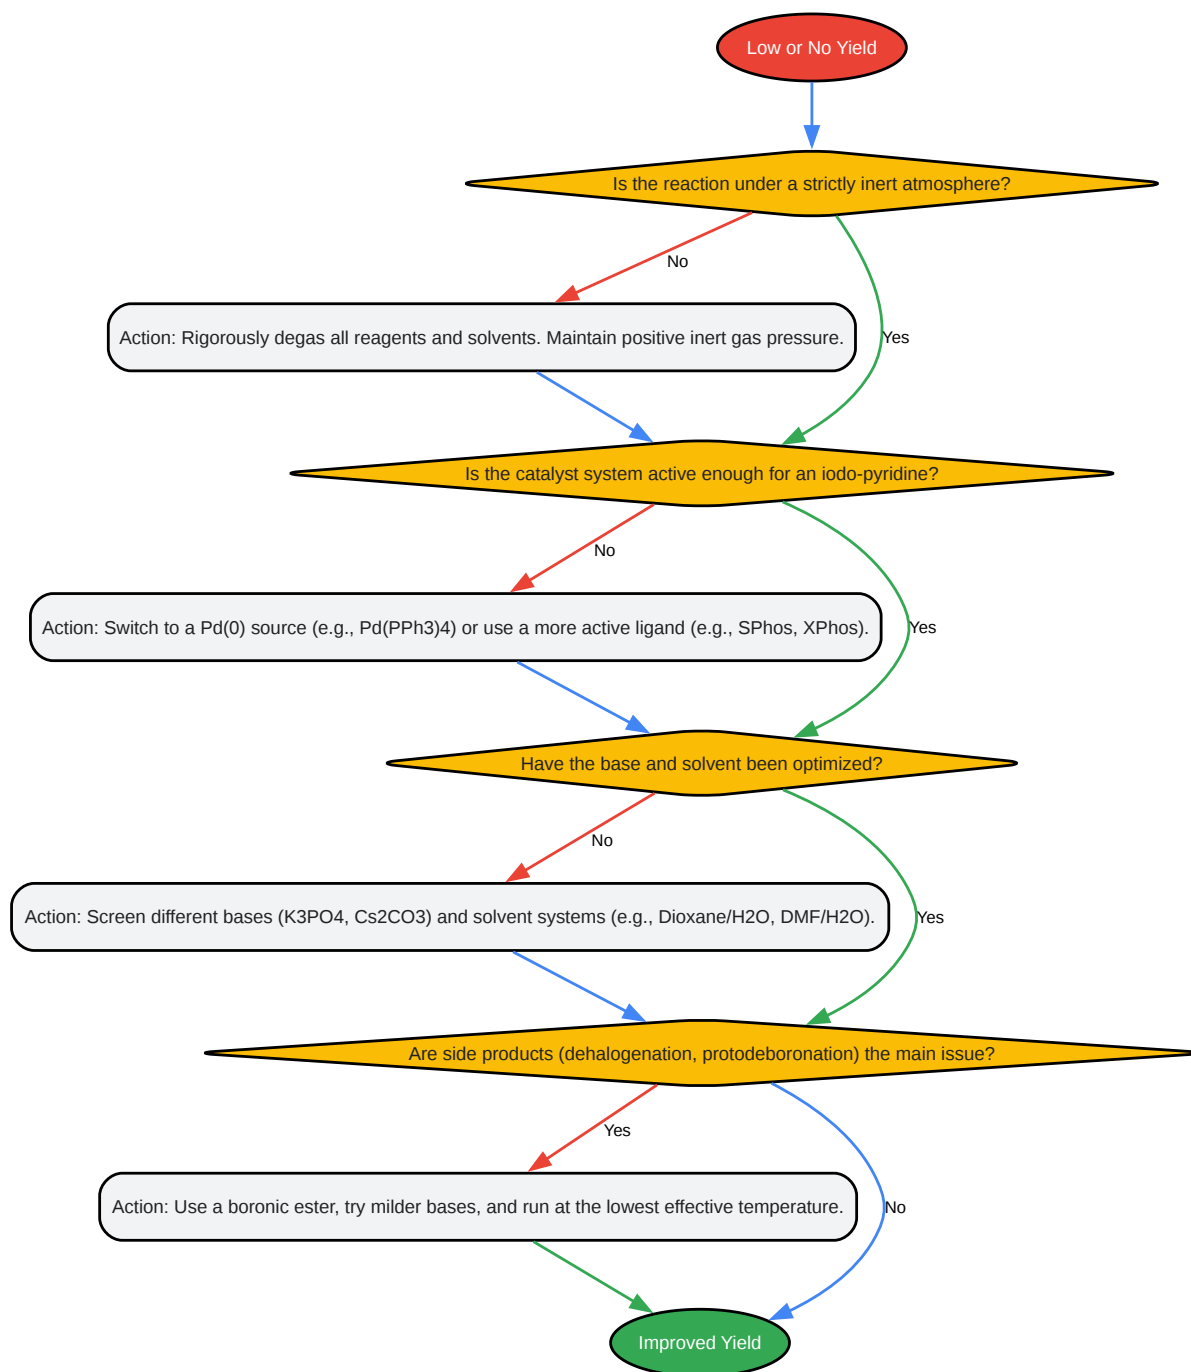 Low or No Yield
Is the reaction under a strictly inert atmosphere?
No
Action: Rigorously degas all reagents and solvents. Maintain positive inert gas pressure.
Yes
Is the catalyst system active enough for an iodo-pyridine?
No
Action: Switch to a Pd(0) source (e.g., Pd(PPh3)4) or use a more active ligand (e.g., SPhos, XPhos).
Yes
Have the base and solvent been optimized?
No
Action: Screen different bases (K3PO4, Cs2CO3) and solvent systems (e.g., Dioxane/H2O, DMF/H2O).
Yes
Are side products (dehalogenation, protodeboronation) the main issue?
Yes
Action: Use a boronic ester, try milder bases, and run at the lowest effective temperature.
No
Improved Yield